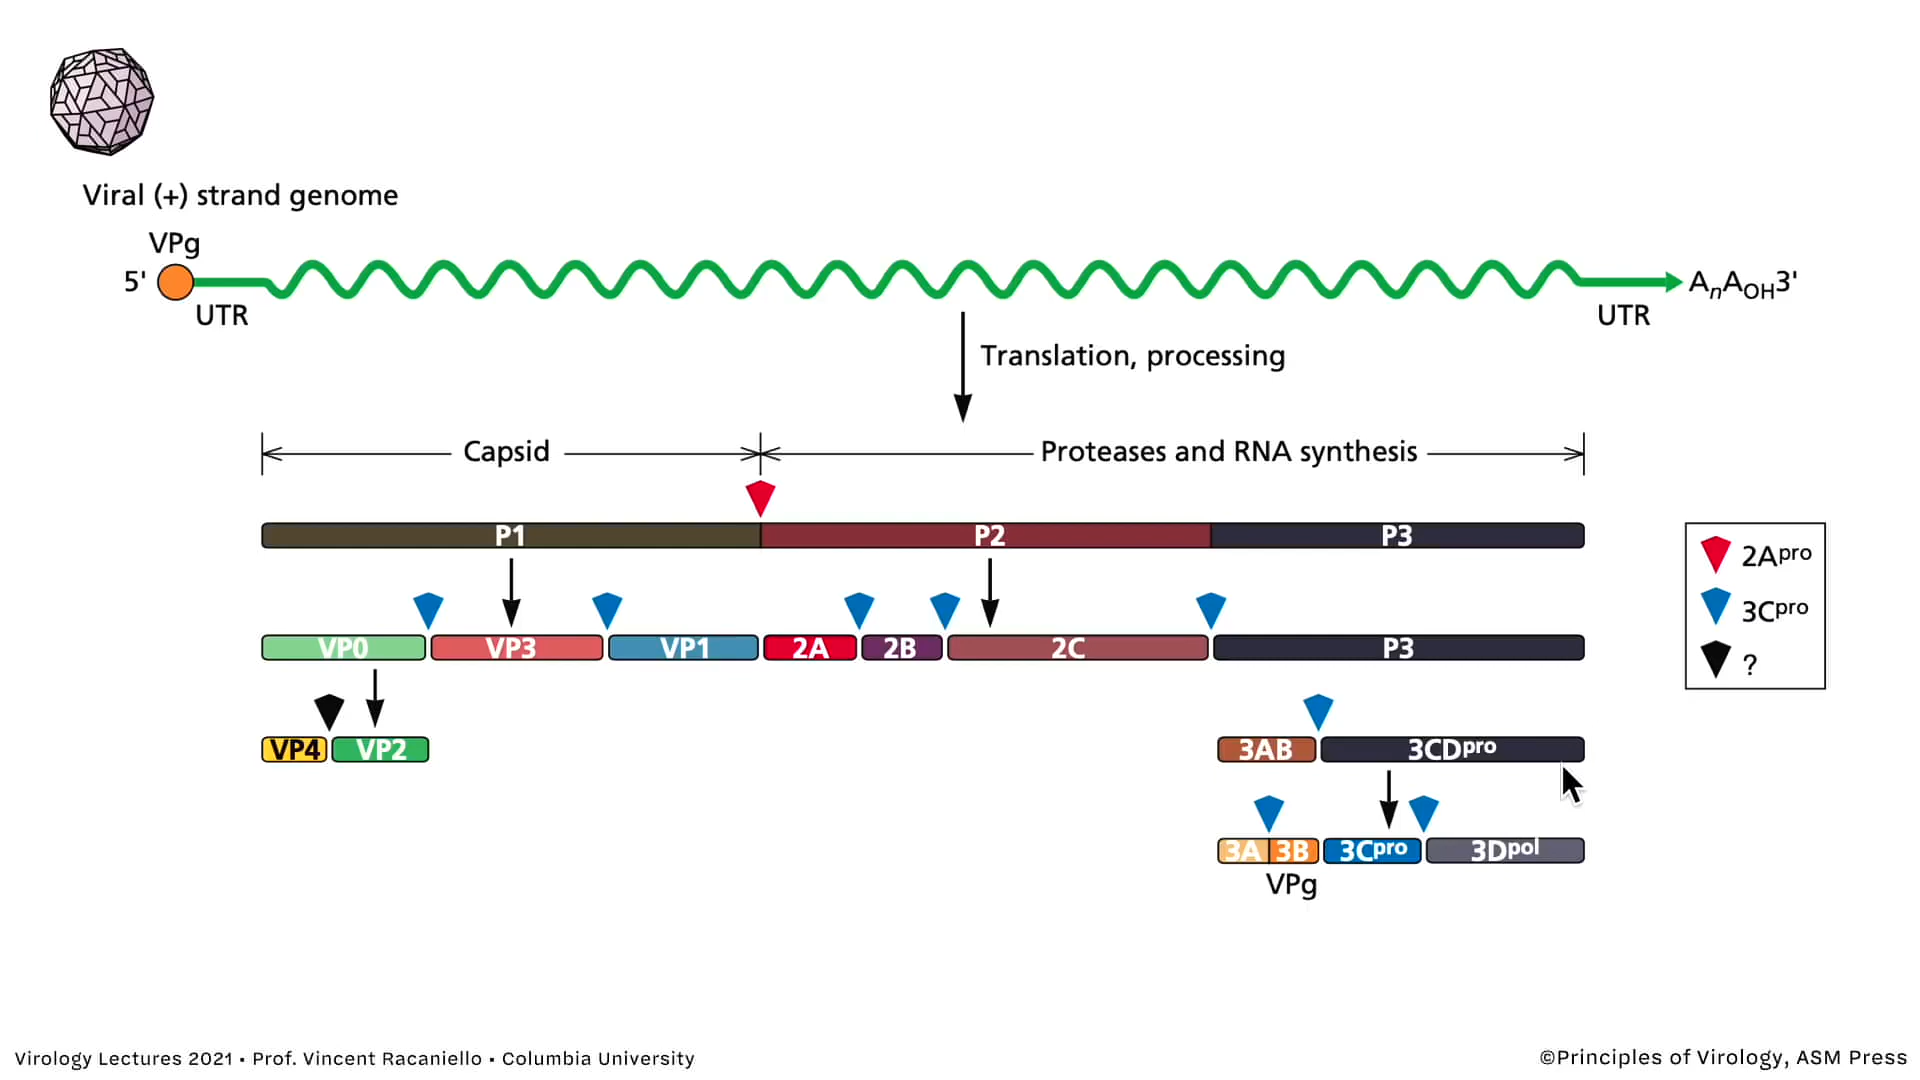 Viral (+) strand genome
VPg
5'
AnAOH3'
UTR
UTR
Translation, processing
Capsid
Proteases and RNA synthesis
P1
P2
P3
2Apro
3Cpro
?
VP0
VP3
VP1
2A
2B
2C
P3
VP4
VP2
3AB
3CDpro
3A
3B
3Cpro
3Dpol
VPg
Virology Lectures 2021 • Prof. Vincent Racaniello • Columbia University
©Principles of Virology, ASM Press